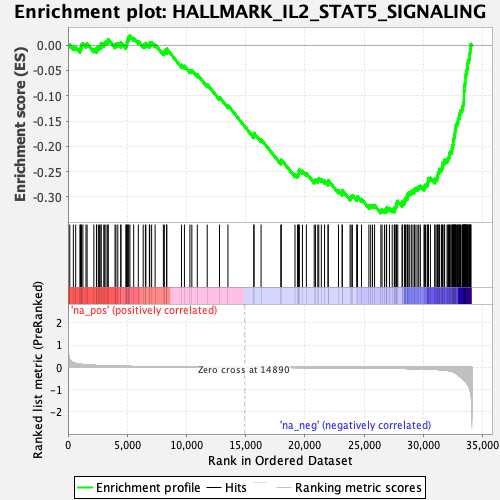 Enrichment plot: HALLMARK_IL2_STAT5_SIGNALING
Enrichment score (ES)
0.00
-0.05
-0.10
-0.15
-0.20
-0.25
-0.30
'na_pos' (positively correlated)
Ranked list metric (PreRanked)
2
1
0
-1
-2
Zero cross at 14890
'na_neg' (negatively correlated)
0
5,000
10,000
15,000
20,000
25,000
30,000
35,000
Rank in Ordered Dataset
Enrichment profile
Hits
Ranking metric scores